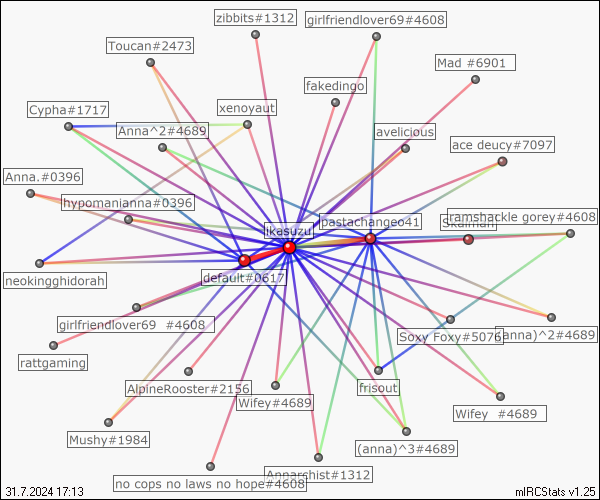 zibbits#1312
girlfriendlover69#4608
Toucan#2473
Mad #6901
fakedingo
Cypha#1717
xenoyaut
Anna^2#4689
avelicious
ace deucy#7097
Anna.#0396
hypomanianna#0396
pastachangeo41
ramshackle gorey#4608
likesuzu
default#0617
neokingghidorah
girlfriendlover69 #4608
Soxy Foxy#5076
(anna)^2#4689
rattgaming
AlpineRooster#2156
frisout
Wifey#4689
Wifey #4689
Mushy#1984
(anna)^3#4689
Annarchist#1312
no cops no laws no hope#4608
31.7.2024 17:13
mIRCStats v1.25